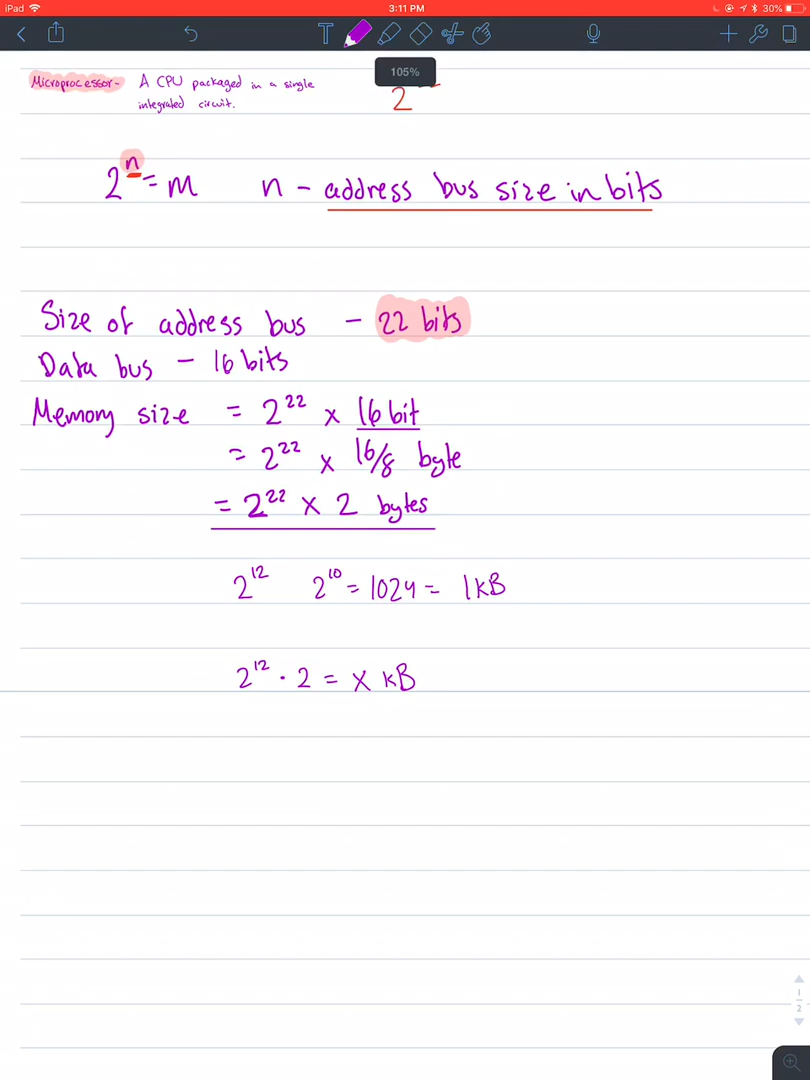 iPad 3:11 PM 30%
T
105%
Microprocessor- A CPU packaged in a single
integrated circuit.
2
2ⁿ = m n - address bus size in bits
Size of address bus - 22 bits
Data bus - 16 bits
Memory size = 2²² x 16 bit
= 2²² x 16/8 byte
= 2²² x 2 bytes
2¹² 2¹⁰ = 1024 = 1 kB
2¹² · 2 = x kB
1
2